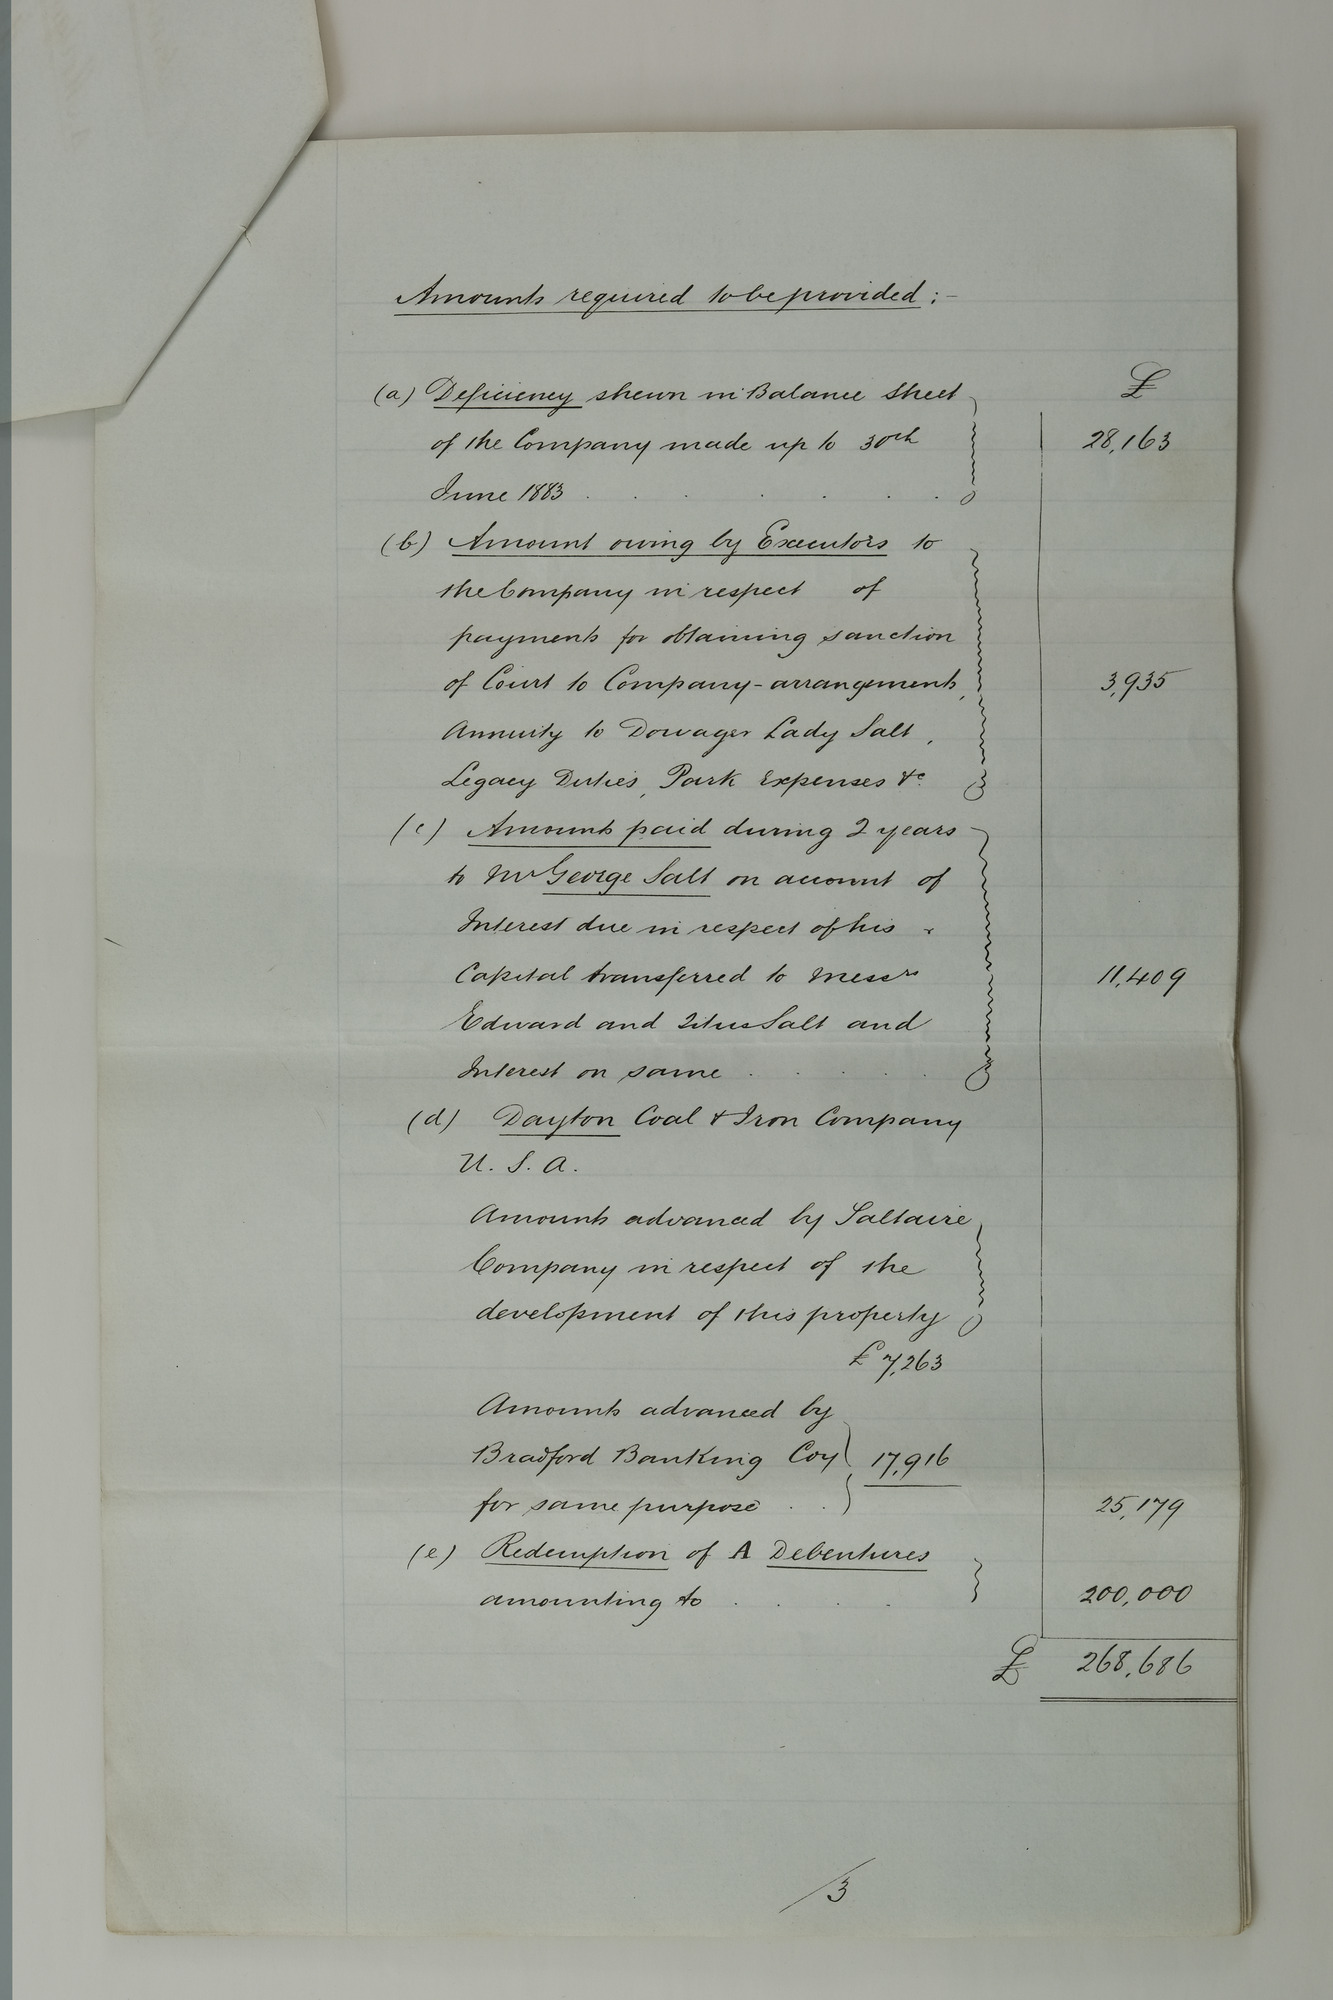 Amounts required to be provided :-
£
(a) Deficiency shewn in Balance Sheet
of the Company made up to 30th 28,163
June 1883 . . . . . .
(b) Amount owing by Executors to
the Company in respect of
payments for obtaining sanction
of Court to Company-arrangements, 3,935
Annuity to Dowager Lady Salt,
Legacy Duties, Park Expenses &c.
(c) Amounts paid during 2 years
to Mr George Salt on account of
Interest due in respect of his
Capital transferred to Messrs 11,409
Edward and Titus Salt and
Interest on same . . . .
(d) Dayton Coal & Iron Company
U. S. A.
Amounts advanced by Saltaire
Company in respect of the
development of this property
£ 7,263
Amounts advanced by
Bradford Banking Coy 17,916
for same purpose . . 25,179
(e) Redemption of A Debentures
amounting to . . . . 200,000
£ 268,686
/3